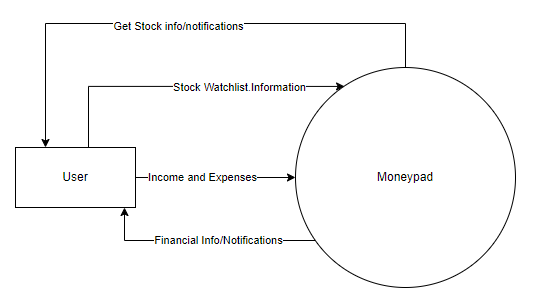 Get Stock info/notifications
Stock Watchlist.Information
User
Income and Expenses
Moneypad
Financial Info/Notifications